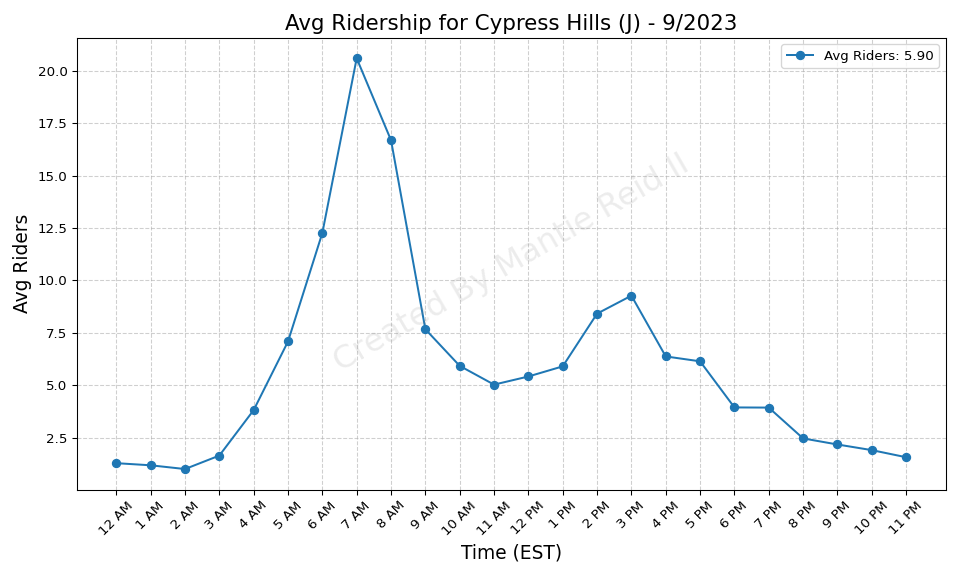 Avg Ridership for Cypress Hills (J) - 9/2023
Avg Riders: 5.90
20.0
17.5
15.0
12.5
10.0
7.5
5.0
2.5
Avg Riders
Created By Mantie Reid II
12 AM
1 AM
2 AM
3 AM
4 AM
5 AM
6 AM
7 AM
8 AM
9 AM
10 AM
11 AM
12 PM
1 PM
2 PM
3 PM
4 PM
5 PM
6 PM
7 PM
8 PM
9 PM
10 PM
11 PM
Time (EST)